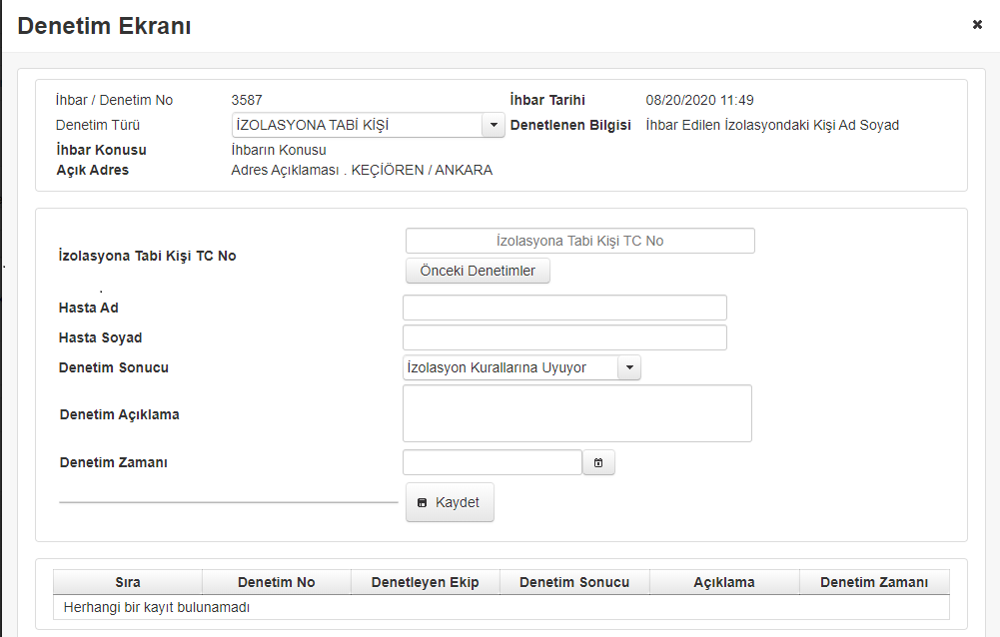 Denetim Ekranı
İhbar / Denetim No 3587 İhbar Tarihi 08/20/2020 11:49
Denetim Türü İZOLASYONA TABİ KİŞİ Denetlenen Bilgisi İhbar Edilen İzolasyondaki Kişi Ad Soyad
İhbar Konusu İhbarın Konusu
Açık Adres Adres Açıklaması . KEÇİÖREN / ANKARA
İzolasyona Tabi Kişi TC No
İzolasyona Tabi Kişi TC No
Önceki Denetimler
.
Hasta Ad
Hasta Soyad
Denetim Sonucu İzolasyon Kurallarına Uyuyor
Denetim Açıklama
Denetim Zamanı
Kaydet
Sıra Denetim No Denetleyen Ekip Denetim Sonucu Açıklama Denetim Zamanı
Herhangi bir kayıt bulunamadı